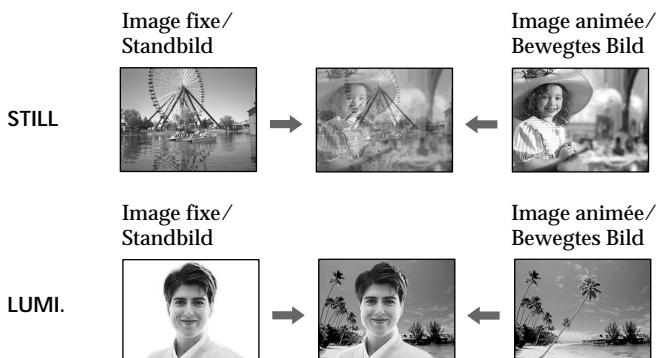 Image fixe/
Standbild
Image animée/
Bewegtes Bild
STILL
Image fixe/
Standbild
Image animée/
Bewegtes Bild
LUMI.